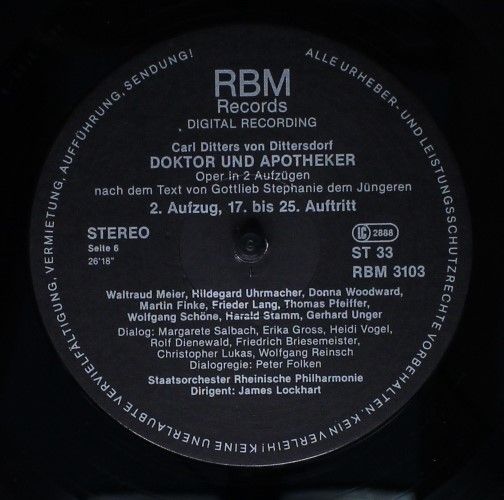 ALLE URHEBER- UND LEISTUNGSSCHUTZRECHTE VORBEHALTEN. KEIN VERLEIH! KEINE UNERLAUBTE VERVIELFÄLTIGUNG, VERMIETUNG, AUFFÜHRUNG, SENDUNG!
RBM
Records
DIGITAL RECORDING
Carl Ditters von Dittersdorf
DOKTOR UND APOTHEKER
Oper in 2 Aufzügen
nach dem Text von Gottlieb Stephanie dem Jüngeren
2. Aufzug, 17. bis 25. Auftritt
STEREO
Seite 6
26'18"
LC 2888
ST 33
RBM 3103
Waltraud Meier, Hildegard Uhrmacher, Donna Woodward,
Martin Finke, Frieder Lang, Thomas Pfeiffer,
Wolfgang Schöne, Harald Stamm, Gerhard Unger
Dialog: Margarete Salbach, Erika Gross, Heidi Vogel,
Rolf Dienewald, Friedrich Briesemeister,
Christopher Lukas, Wolfgang Reinsch
Dialogregie: Peter Folken
Staatsorchester Rheinische Philharmonie
Dirigent: James Lockhart